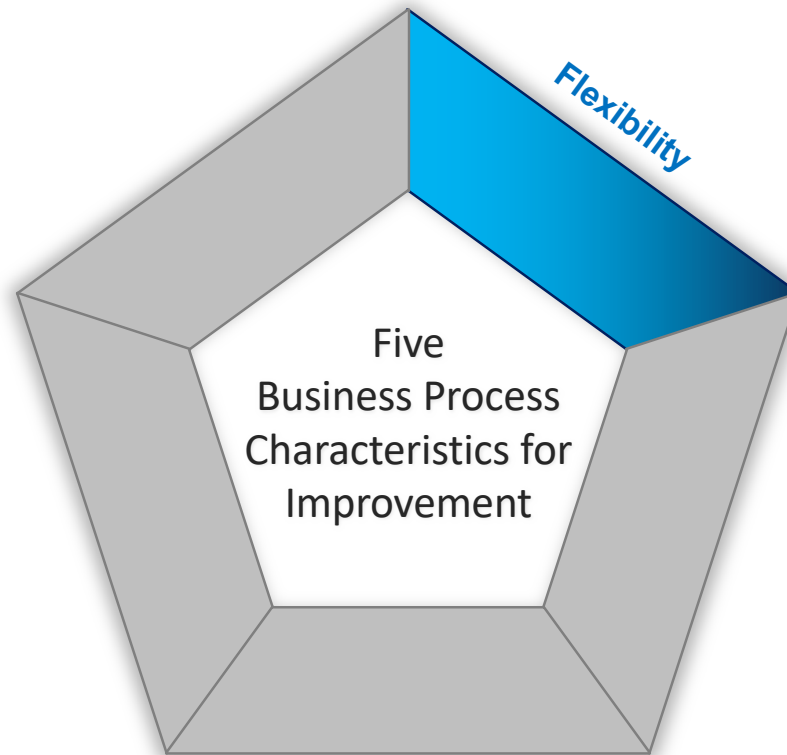 Flexibility
Five
Business Process
Characteristics for
Improvement